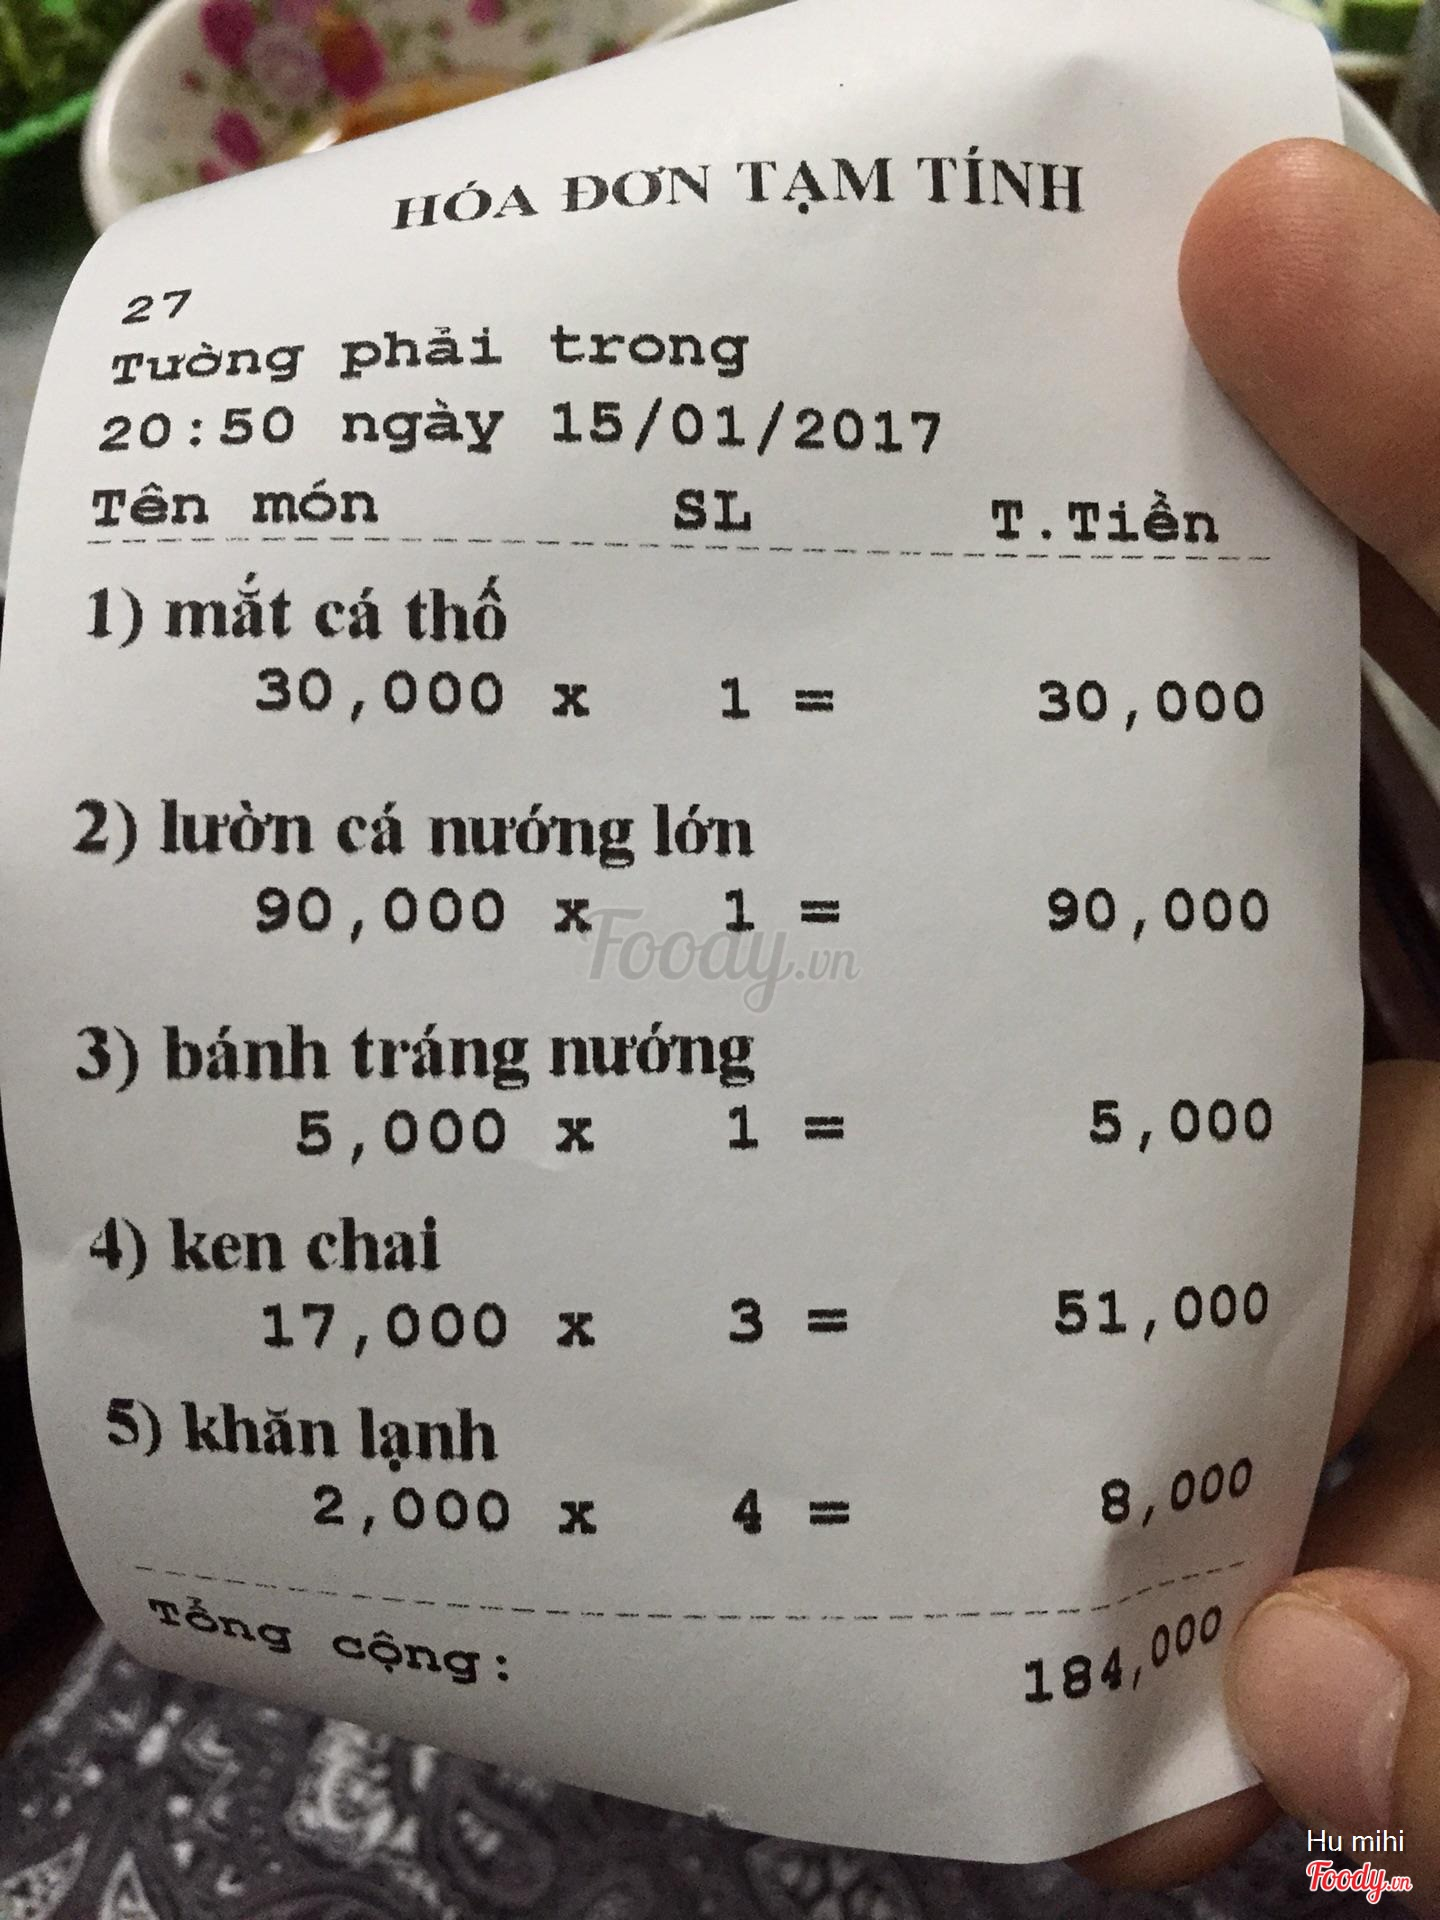 HÓA ĐƠN TẠM TÍNH
27
Tường phải trong
20:50 ngày 15/01/2017
Tên món SL T.Tiền
1) mắt cá thố
30,000 x 1 = 30,000
2) lườn cá nướng lớn
90,000 x 1 = 90,000
Foody.vn
3) bánh tráng nướng
5,000 x 1 = 5,000
4) ken chai
17,000 x 3 = 51,000
5) khăn lạnh
2,000 x 4 = 8,000
Tổng cộng: 184,000
Hu mihi
Foody.vn